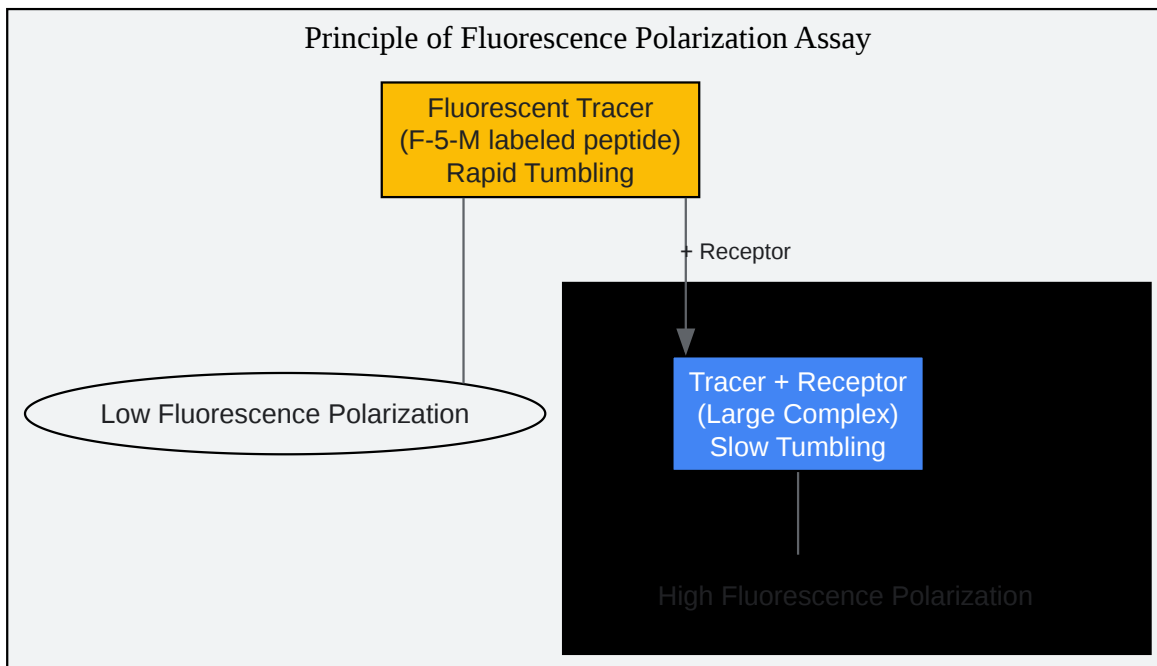 Principle of Fluorescence Polarization Assay
Fluorescent Tracer
(F-5-M labeled peptide)
Rapid Tumbling
+ Receptor
Low Fluorescence Polarization
Tracer + Receptor
(Large Complex)
Slow Tumbling
High Fluorescence Polarization